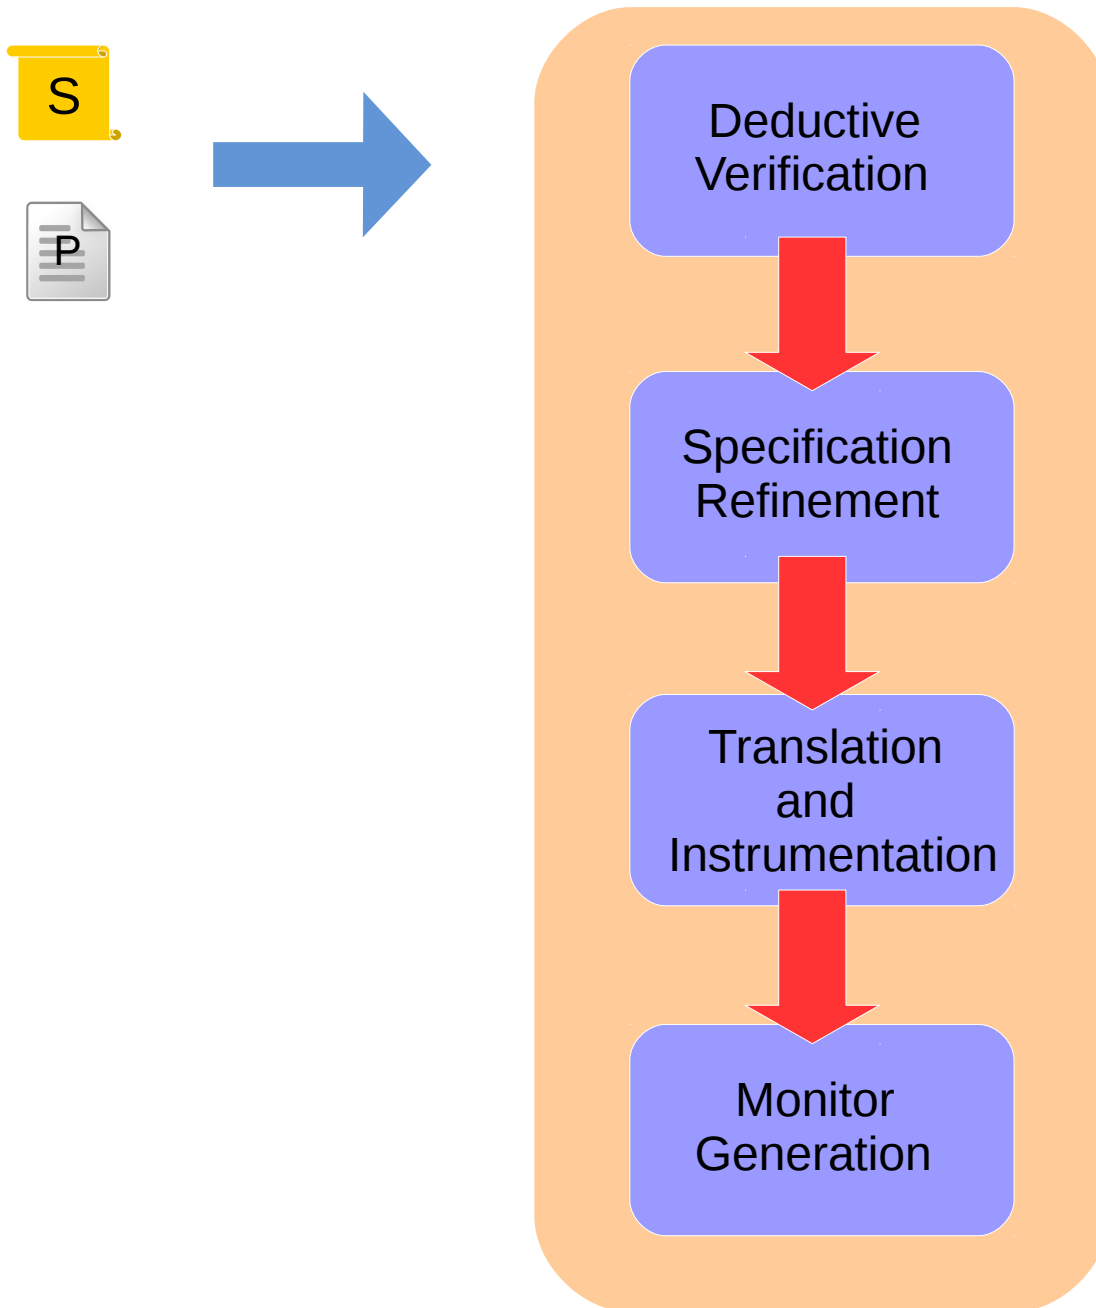 S
P
Deductive
Verification
Specification
Refinement
Translation
and
Instrumentation
Monitor
Generation